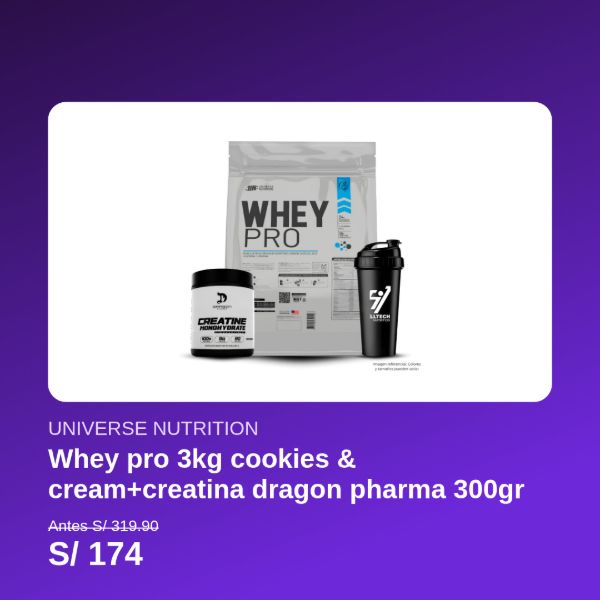 WHEY
PRO
CREATINE
MONOHYDRATE
LLTECH
UNIVERSE NUTRITION
Whey pro 3kg cookies &
cream+creatina dragon pharma 300gr
Antes S/ 319.90
S/ 174